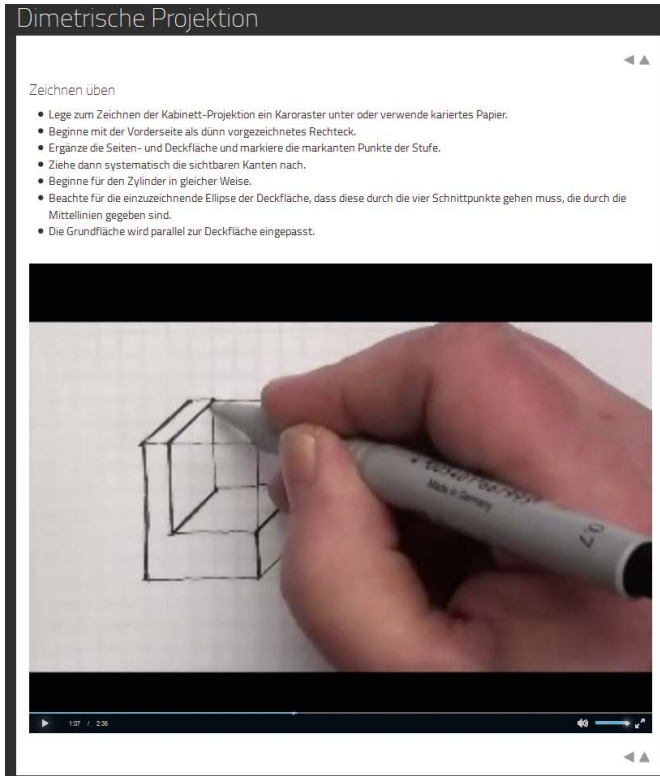 Dimetrische Projektion
Zeichnen üben
• Lege zum Zeichnen der Kabinett-Projektion ein Karoraster unter oder verwende kariertes Papier.
• Beginne mit der Vorderseite als dünn vorgezeichnetes Rechteck.
• Ergänze die Seiten- und Deckfläche und markiere die markanten Punkte der Stufe.
• Ziehe dann systematisch die sichtbaren Kanten nach.
• Beginne für den Zylinder in gleicher Weise.
• Beachte für die einzuzeichnende Ellipse der Deckfläche, dass diese durch die vier Schnittpunkte gehen muss, die durch die
Mittellinien gegeben sind.
• Die Grundfläche wird parallel zur Deckfläche eingepasst.
Made in Germany
0.7
1:07 / 2:36